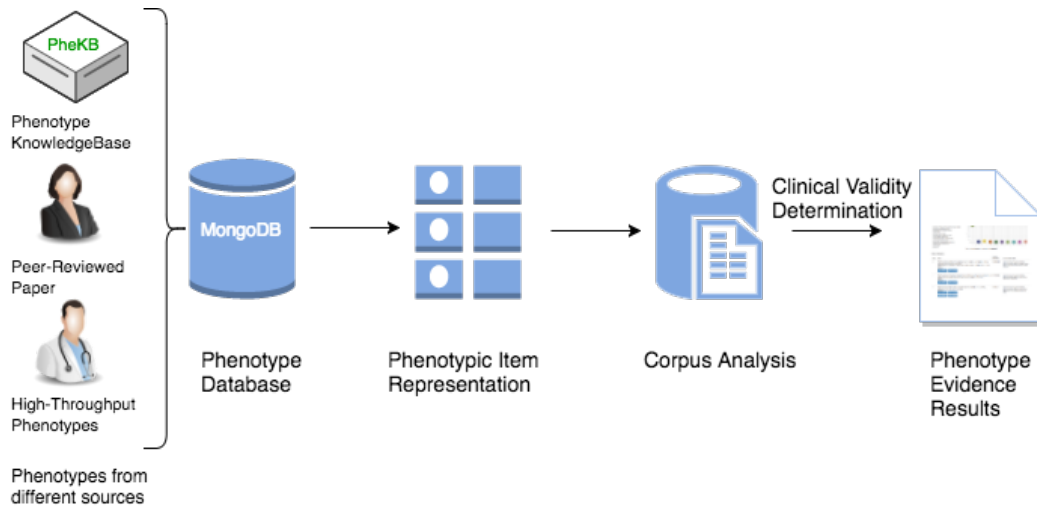 PheKB
Phenotype
KnowledgeBase
Peer-Reviewed
Paper
High-Throughput
Phenotypes
Phenotypes from
different sources
MongoDB
Phenotype
Database
Phenotypic Item
Representation
Corpus Analysis
Clinical Validity
Determination
Phenotype
Evidence
Results